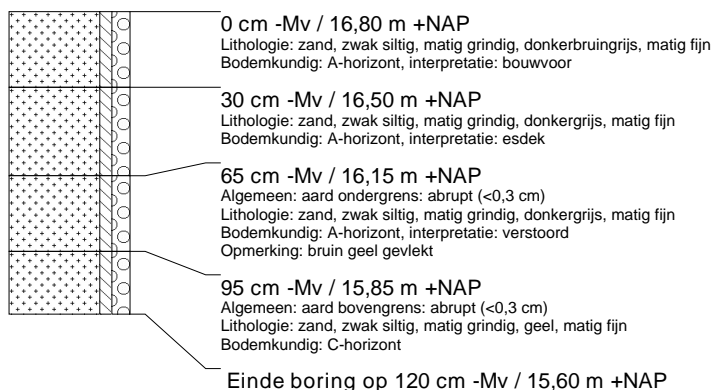 0 cm -Mv / 16,80 m +NAP
Lithologie: zand, zwak siltig, matig grindig, donkerbruingrijs, matig fijn
Bodemkundig: A-horizont, interpretatie: bouwvoor
30 cm -Mv / 16,50 m +NAP
Lithologie: zand, zwak siltig, matig grindig, donkergrijs, matig fijn
Bodemkundig: A-horizont, interpretatie: esdek
65 cm -Mv / 16,15 m +NAP
Algemeen: aard ondergrens: abrupt (<0,3 cm)
Lithologie: zand, zwak siltig, matig grindig, donkergrijs, matig fijn
Bodemkundig: A-horizont, interpretatie: verstoord
Opmerking: bruin geel gevlekt
95 cm -Mv / 15,85 m +NAP
Algemeen: aard bovengrens: abrupt (<0,3 cm)
Lithologie: zand, zwak siltig, matig grindig, geel, matig fijn
Bodemkundig: C-horizont
Einde boring op 120 cm -Mv / 15,60 m +NAP